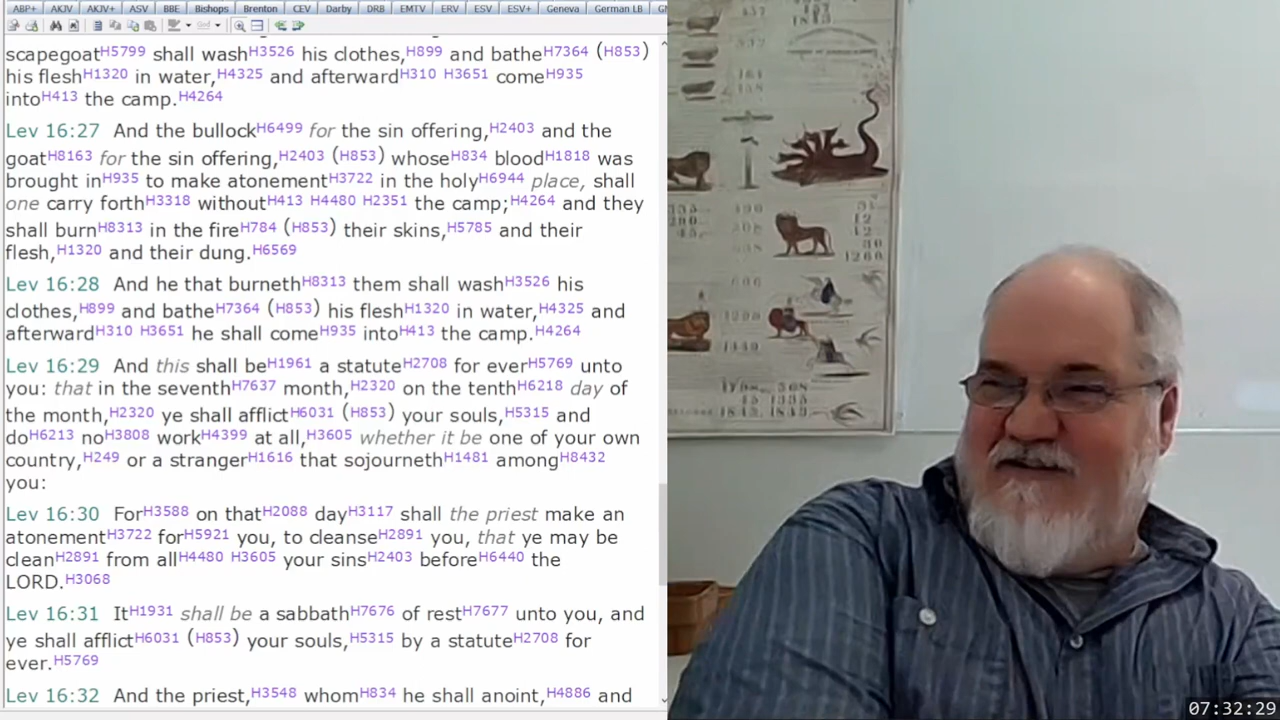 ABP+ AKJV AKJV+ ASV BBE Bishops Brenton CEV Darby DRB EMTV ERV ESV ESV+ Geneva German LB
scapegoatH5799 shall washH3526 his clothes,H899 and batheH7364 (H853)
his fleshH1320 in water,H4325 and afterwardH310 H3651 comeH935
intoH413 the camp.H4264
Lev 16:27 And the bullockH6499 for the sin offering,H2403 and the
goatH8163 for the sin offering,H2403 (H853) whoseH834 bloodH1818 was
brought inH935 to make atonementH3722 in the holyH6944 place, shall
one carry forthH3318 withoutH413 H4480 H2351 the camp;H4264 and they
shall burnH8313 in the fireH784 (H853) their skins,H5785 and their
flesh,H1320 and their dung.H6569
Lev 16:28 And he that burnethH8313 them shall washH3526 his
clothes,H899 and batheH7364 (H853) his fleshH1320 in water,H4325 and
afterwardH310 H3651 he shall comeH935 intoH413 the camp.H4264
Lev 16:29 And this shall beH1961 a statuteH2708 for everH5769 unto
you: that in the seventhH7637 month,H2320 on the tenthH6218 day of
the month,H2320 ye shall afflictH6031 (H853) your souls,H5315 and
doH6213 noH3808 workH4399 at all,H3605 whether it be one of your own
country,H249 or a strangerH1616 that sojournethH1481 amongH8432
you:
Lev 16:30 ForH3588 on thatH2088 dayH3117 shall the priest make an
atonementH3722 forH5921 you, to cleanseH2891 you, that ye may be
cleanH2891 from allH4480 H3605 your sinsH2403 beforeH6440 the
LORD.H3068
Lev 16:31 ItH1931 shall be a sabbathH7676 of restH7677 unto you, and
ye shall afflictH6031 (H853) your souls,H5315 by a statuteH2708 for
ever.H5769
Lev 16:32 And the priest,H3548 whomH834 he shall anoint,H4886 and
07:32:29